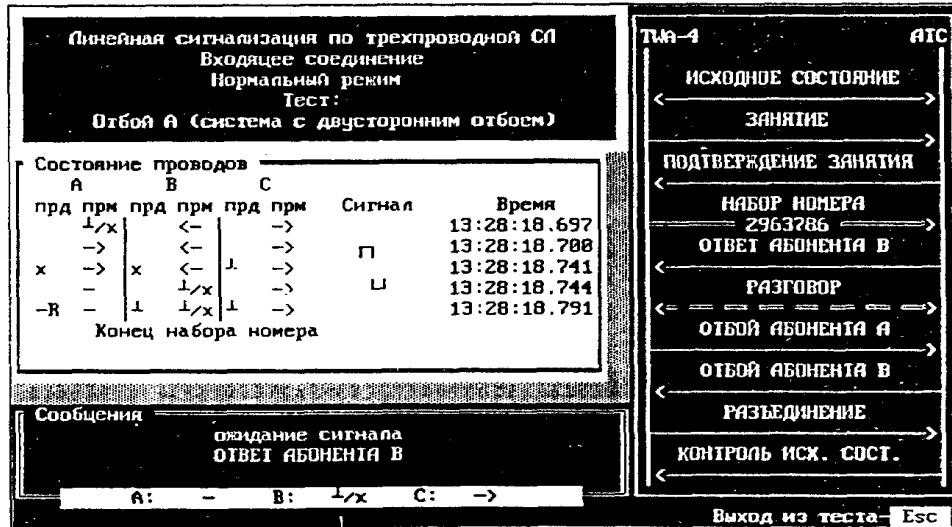 Линейная сигнализация по трехпроводной СЛ
Входящее соединение
Нормальный режим
Тест:
Отбой А (система с двусторонним отбоем)
Состояние проводов
А В С
прд прм прд прм прд прм Сигнал Время
⊥/x <- -> 13:28:18.697
-> <- -> 13:28:18.700
x -> x <- ⊥ -> 13:28:18.741
- ⊥/x -> 13:28:18.744
-R - ⊥ ⊥/x ⊥ -> 13:28:18.791
Конец набора номера
Сообщения
ожидание сигнала
ОТВЕТ АБОНЕНТА В
А: - В: ⊥/x С: ->
TWA-4 АТС
ИСХОДНОЕ СОСТОЯНИЕ
ЗАНЯТИЕ
ПОДТВЕРЖДЕНИЕ ЗАНЯТИЯ
НАБОР НОМЕРА
2963786
ОТВЕТ АБОНЕНТА В
РАЗГОВОР
ОТБОЙ АБОНЕНТА А
ОТБОЙ АБОНЕНТА В
РАЗЪЕДИНЕНИЕ
КОНТРОЛЬ ИСХ. СОСТ.
Выход из теста- Esc